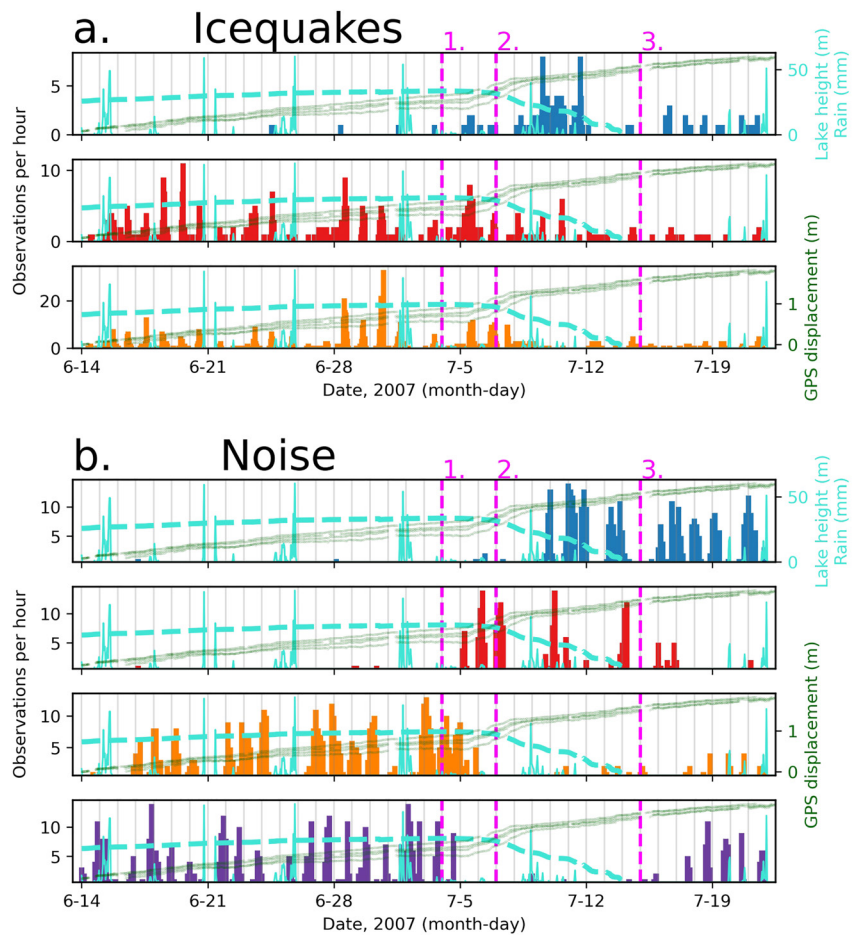 a. Icequakes
1. 2. 3.
5
0
50
0
Lake height (m)
Rain (mm)
10
0
20
0
1
0
Observations per hour
GPS displacement (m)
6-14 6-21 6-28 7-5 7-12 7-19
Date, 2007 (month-day)
b. Noise
1. 2. 3.
10
5
50
0
Lake height (m)
Rain (mm)
10
5
10
5
1
0
10
5
Observations per hour
GPS displacement (m)
6-14 6-21 6-28 7-5 7-12 7-19
Date, 2007 (month-day)